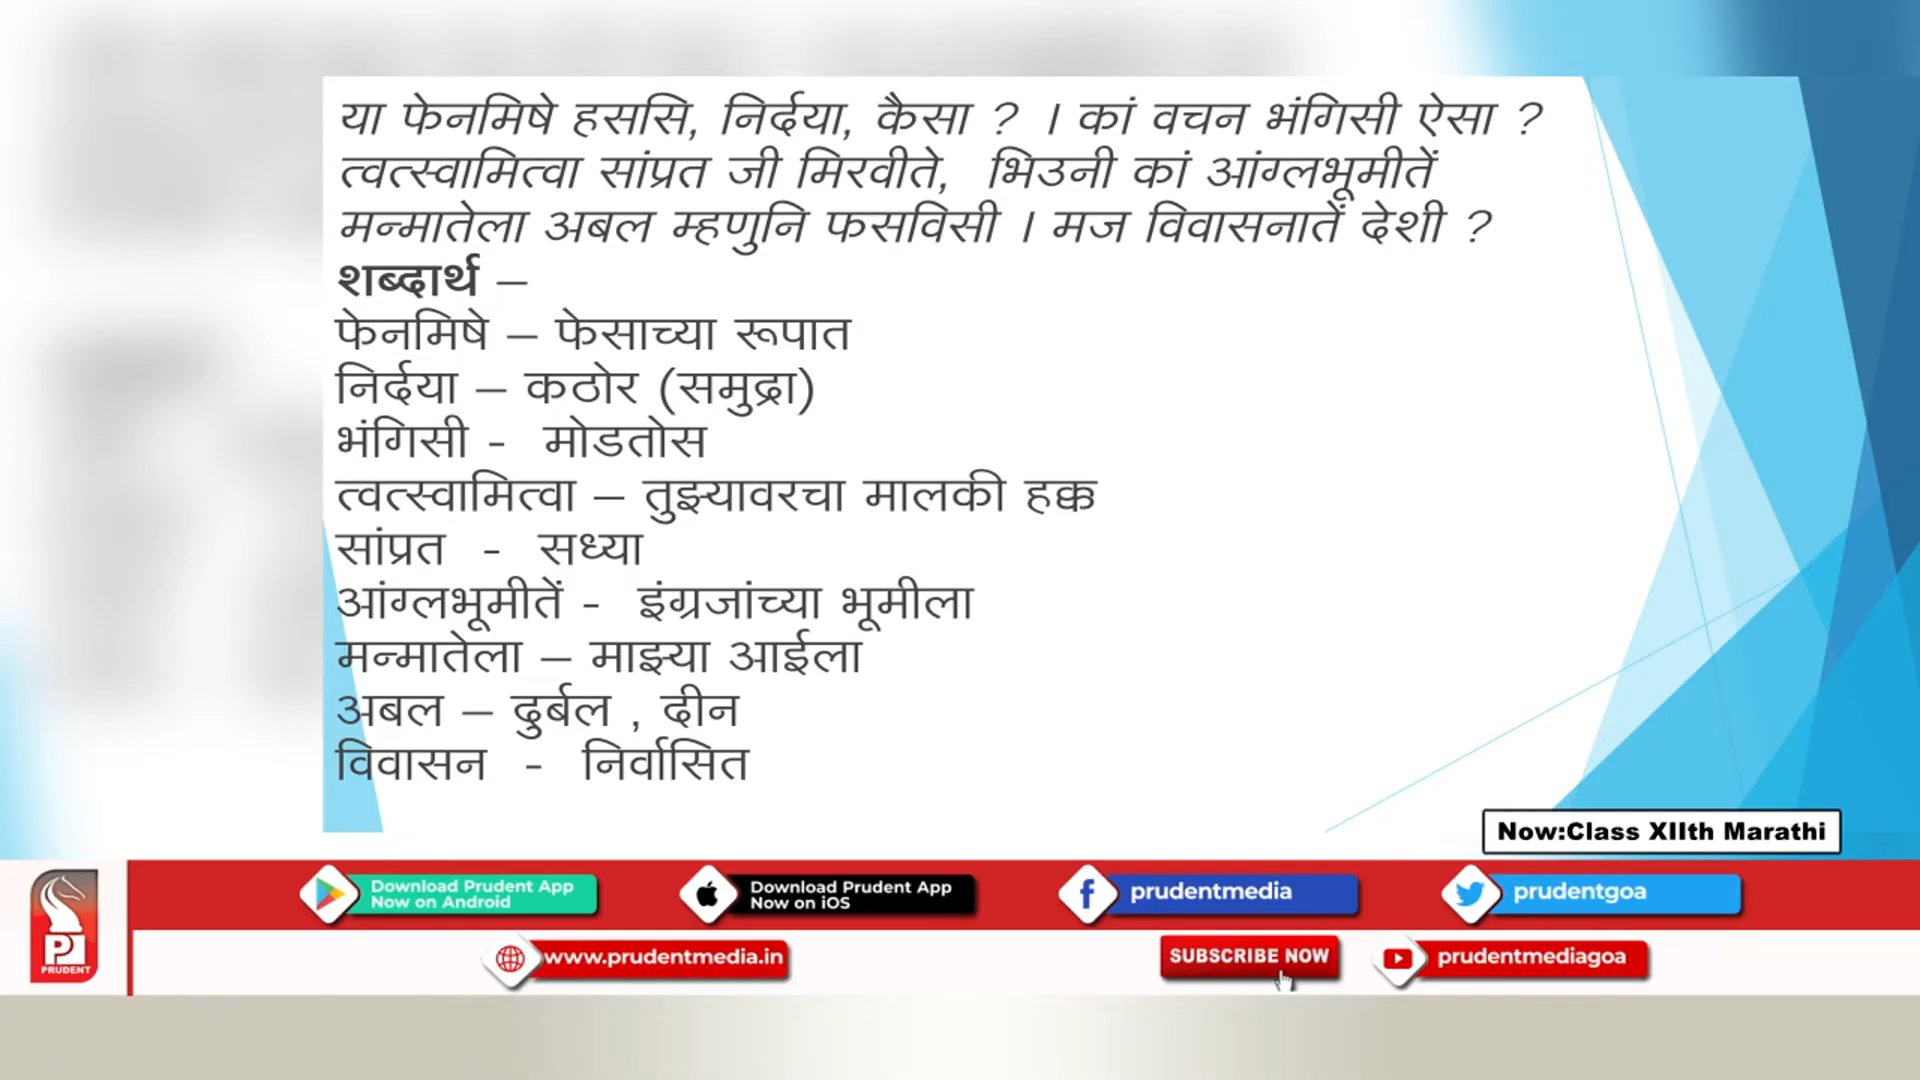 या फेनमिषे हससि, निर्दया, कैसा ? । कां वचन भंगिसी ऐसा ?
त्वत्स्वामित्वा सांप्रत जी मिरवीते, भिउनी कां आंग्लभूमीतें
मन्मातेला अबल म्हणुनि फसविसी । मज विवासनातें देशी ?
शब्दार्थ –
फेनमिषे – फेसाच्या रूपात
निर्दया – कठोर (समुद्रा)
भंगिसी - मोडतोस
त्वत्स्वामित्वा – तुझ्यावरचा मालकी हक्क
सांप्रत - सध्या
आंग्लभूमीतें - इंग्रजांच्या भूमीला
मन्मातेला – माझ्या आईला
अबल – दुर्बल , दीन
विवासन - निर्वासित
Now:Class XIIth Marathi
Download Prudent App
Now on Android
Download Prudent App
Now on iOS
prudentmedia
prudentgoa
PRUDENT
www.prudentmedia.in
SUBSCRIBE NOW
prudentmediagoa